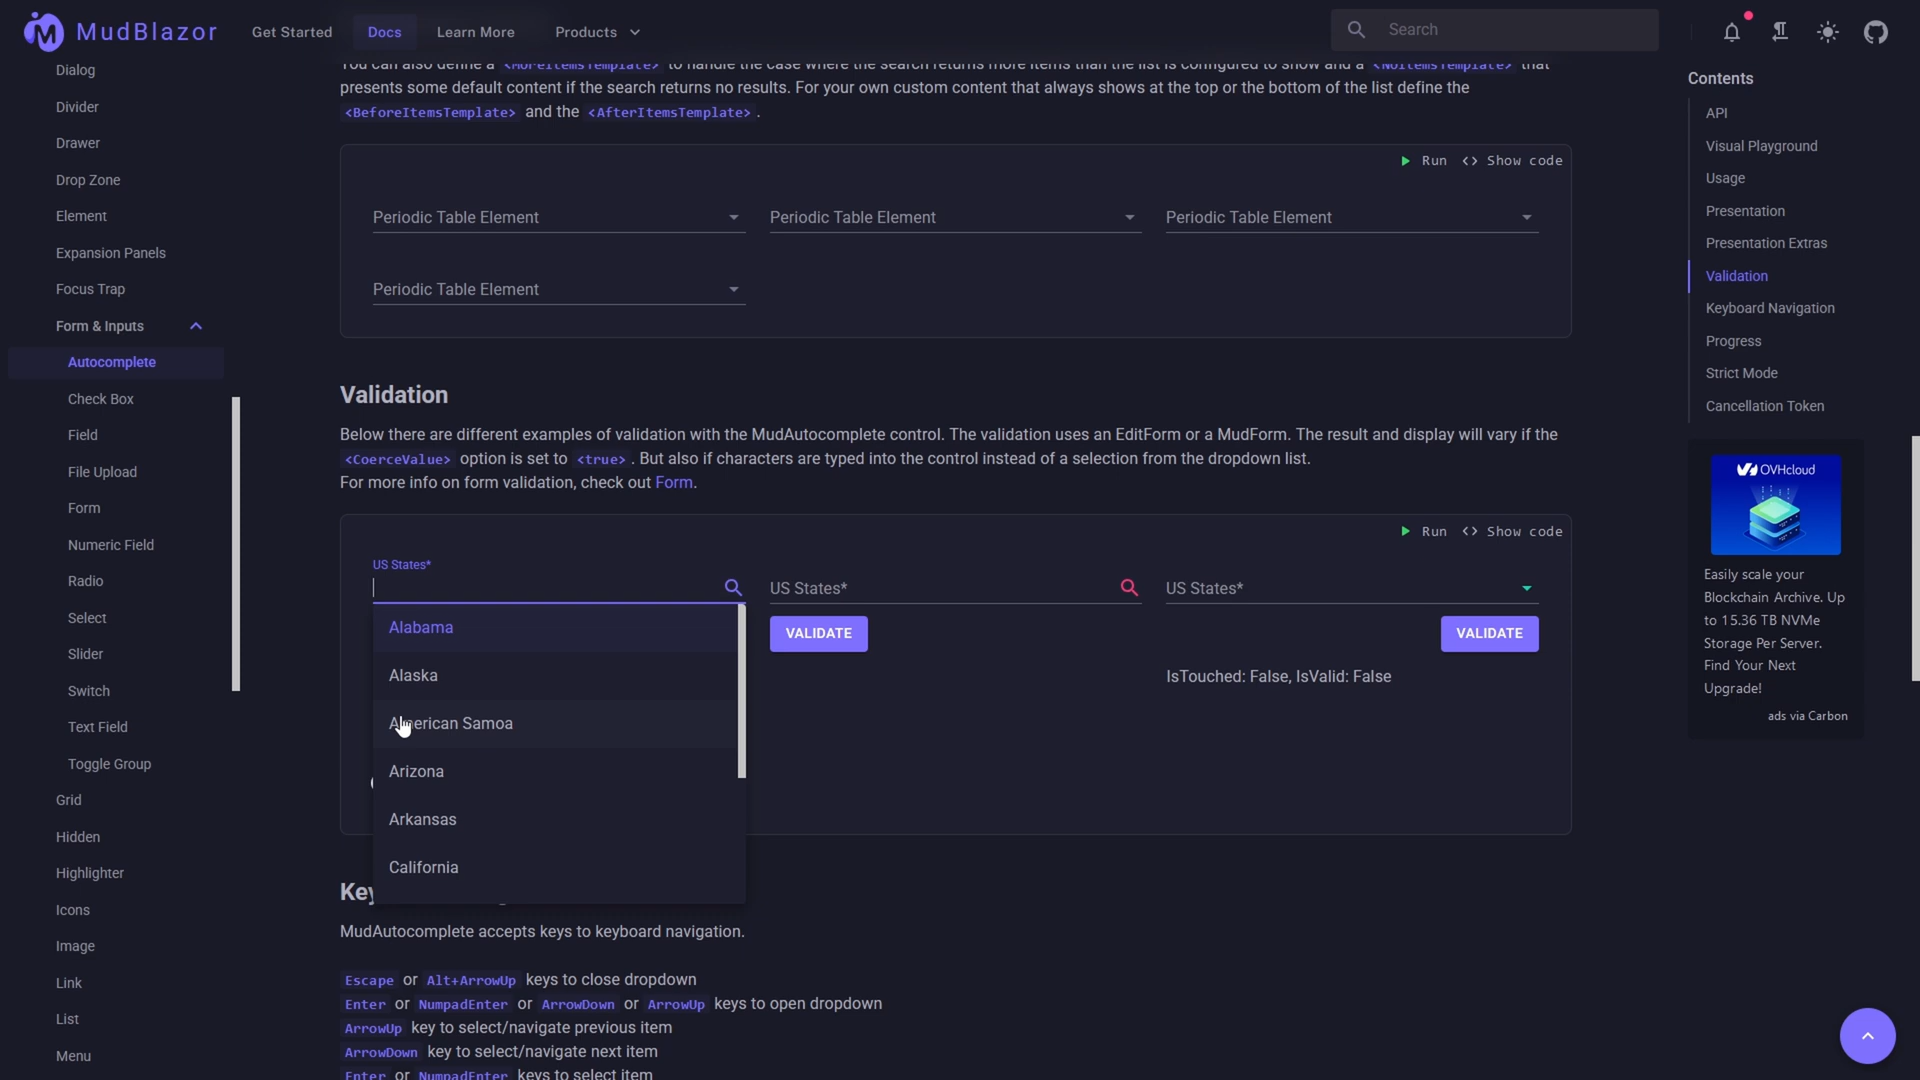 MudBlazor
Get Started
Docs
Learn More
Products
Search
Dialog
Divider
Drawer
Drop Zone
Element
Expansion Panels
Focus Trap
Form & Inputs
Autocomplete
Check Box
Field
File Upload
Form
Numeric Field
Radio
Select
Slider
Switch
Text Field
Toggle Group
Grid
Hidden
Highlighter
Icons
Image
Link
List
Menu
You can also define a <MoreItemsTemplate> to handle the case where the search returns more items than the list is configured to show and a <NoItemsTemplate> that
presents some default content if the search returns no results. For your own custom content that always shows at the top or the bottom of the list define the
<BeforeItemsTemplate> and the <AfterItemsTemplate> .
Run <> Show code
Periodic Table Element
Periodic Table Element
Periodic Table Element
Periodic Table Element
Validation
Below there are different examples of validation with the MudAutocomplete control. The validation uses an EditForm or a MudForm. The result and display will vary if the
<CoerceValue> option is set to <true> . But also if characters are typed into the control instead of a selection from the dropdown list.
For more info on form validation, check out Form.
Run <> Show code
US States*
US States*
US States*
VALIDATE
VALIDATE
IsTouched: False, IsValid: False
Alabama
Alaska
American Samoa
Arizona
Arkansas
California
MudAutocomplete accepts keys to keyboard navigation.
Escape or Alt+ArrowUp keys to close dropdown
Enter or NumpadEnter or ArrowDown or ArrowUp keys to open dropdown
ArrowUp key to select/navigate previous item
ArrowDown key to select/navigate next item
Enter or NumpadEnter keys to select item
Contents
API
Visual Playground
Usage
Presentation
Presentation Extras
Validation
Keyboard Navigation
Progress
Strict Mode
Cancellation Token
OVHcloud
Easily scale your
Blockchain Archive. Up
to 15.36 TB NVMe
Storage Per Server.
Find Your Next
Upgrade!
ads via Carbon